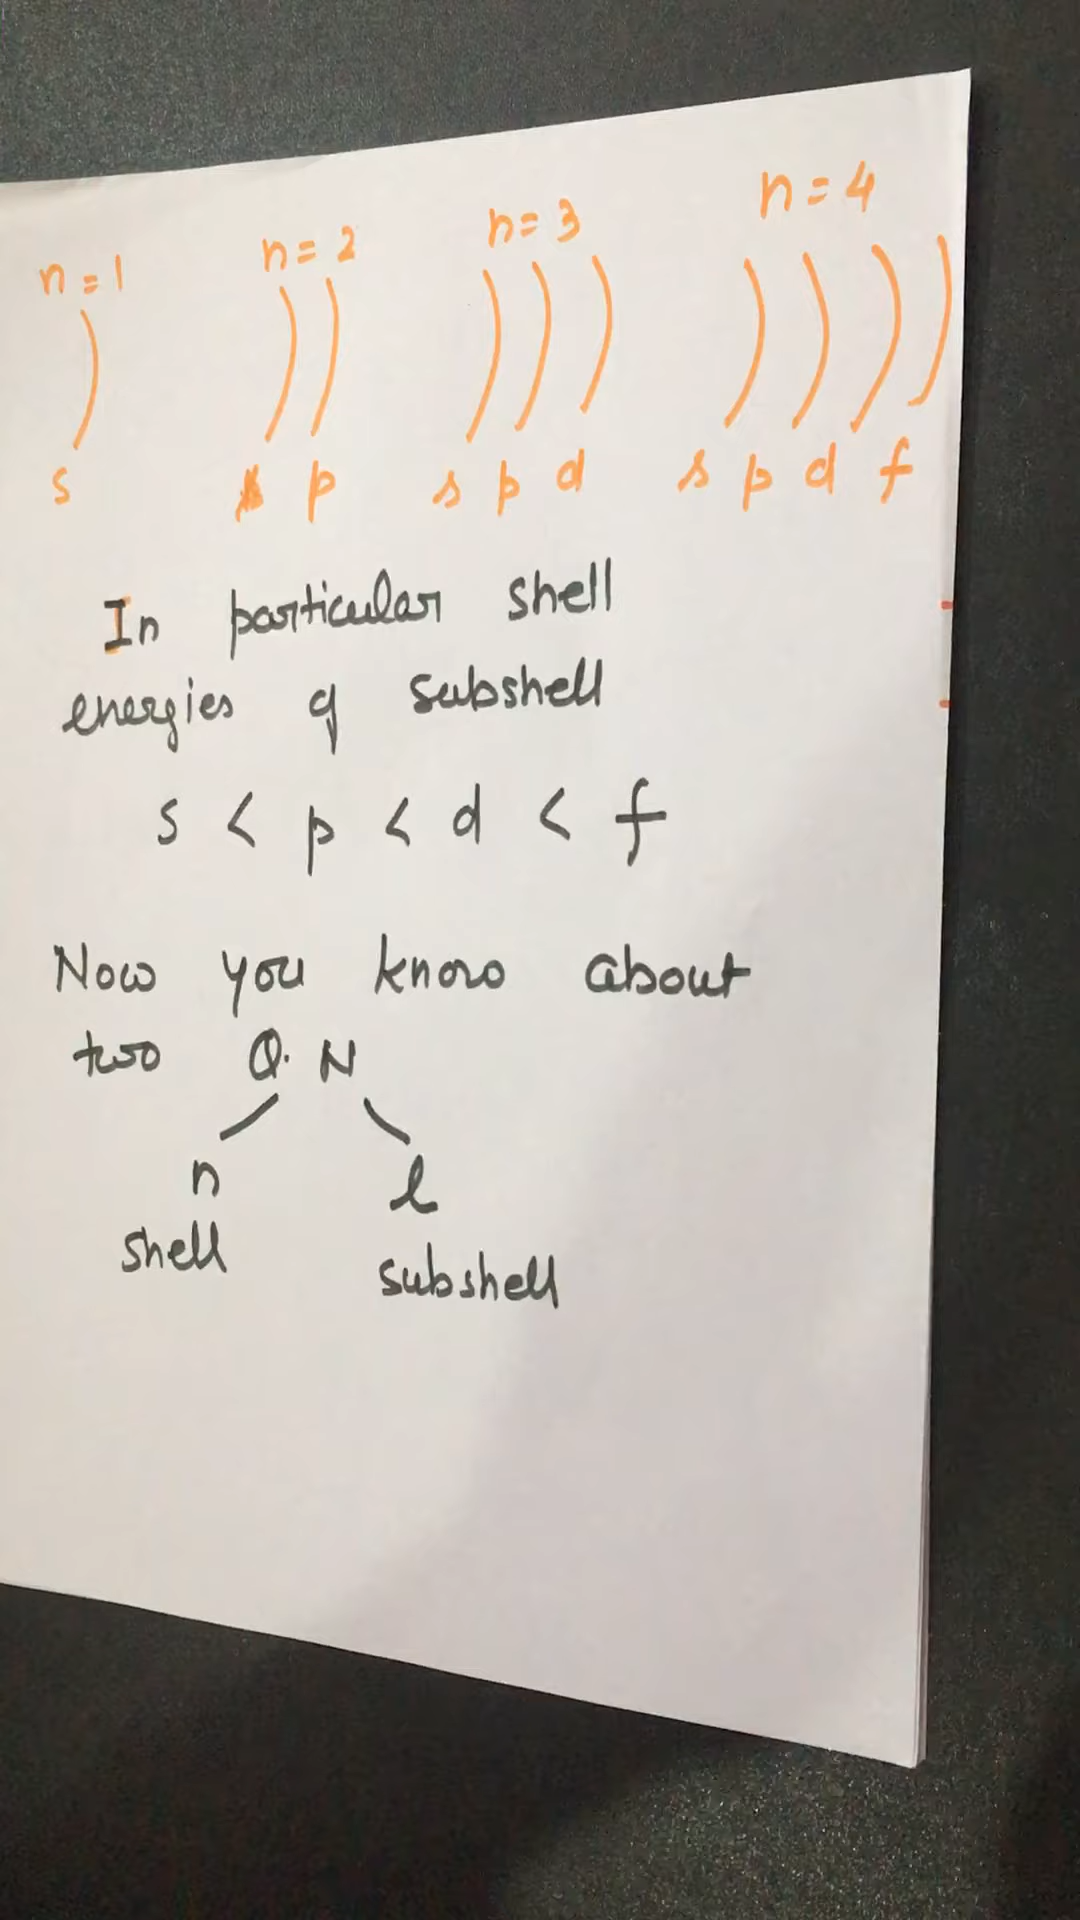 n=1 n=2 n=3 n=4
s s p s p d s p d f
In particular shell
energies of subshell
s < p < d < f
Now you know about
two Q.N
n l
shell subshell